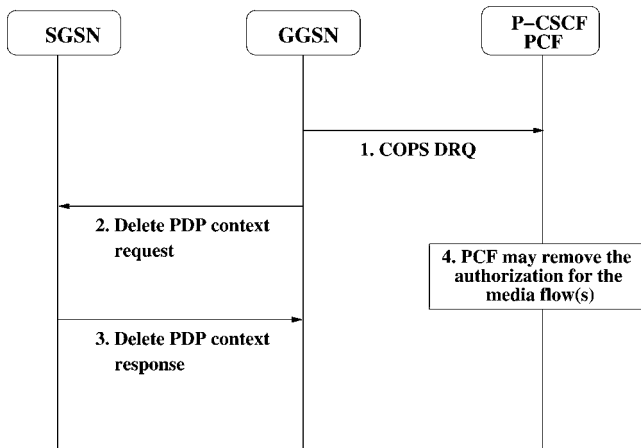 SGSN
GGSN
P-CSCF
PCF
1. COPS DRQ
2. Delete PDP context
request
4. PCF may remove the
authorization for the
media flow(s)
3. Delete PDP context
response